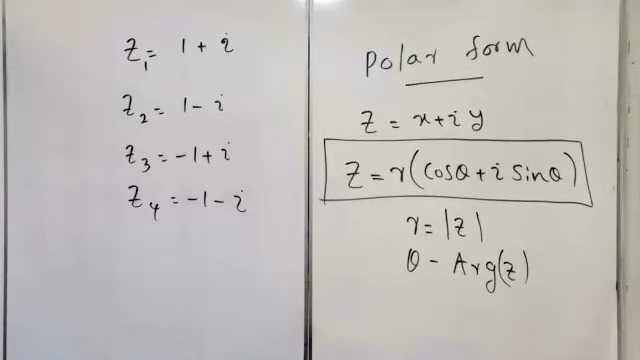 Z₁ = 1 + i
Z₂ = 1 - i
Z₃ = -1 + i
Z₄ = -1 - i
Polar form
Z = x + i y
Z = r(cosθ + i sinθ)
r = |z|
θ - Arg(z)